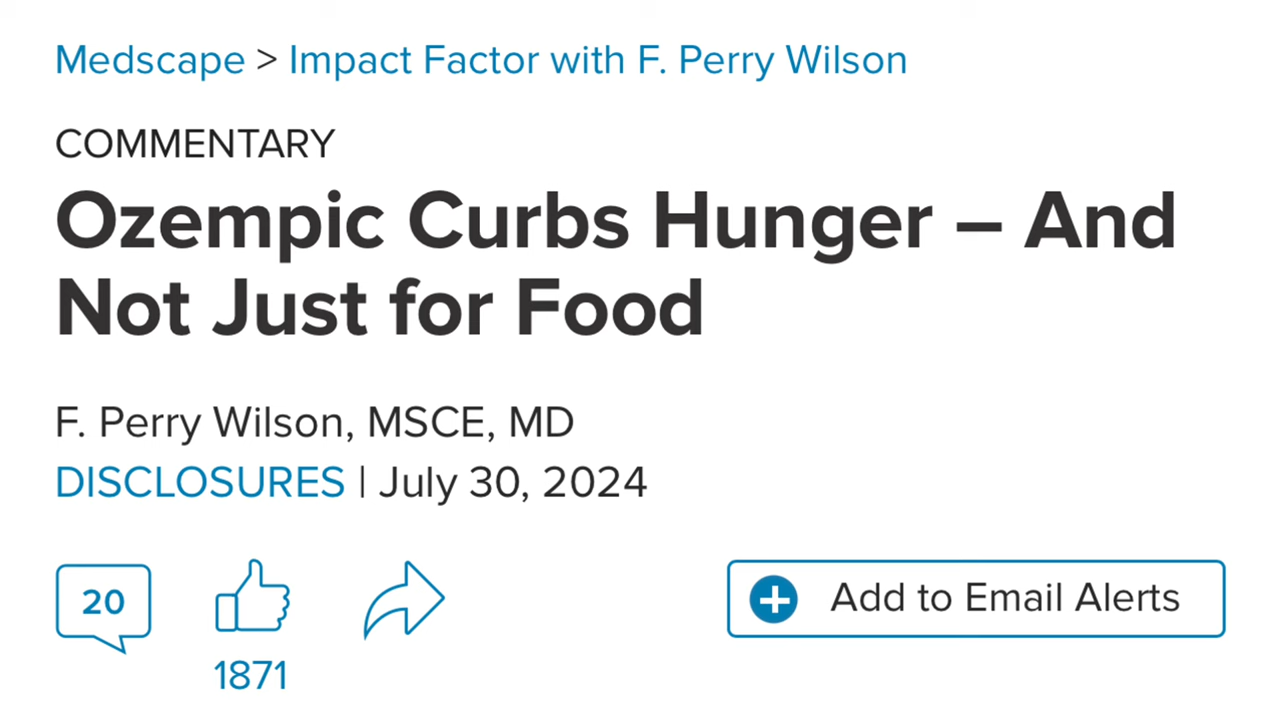 Medscape > Impact Factor with F. Perry Wilson
COMMENTARY
Ozempic Curbs Hunger – And
Not Just for Food
F. Perry Wilson, MSCE, MD
DISCLOSURES | July 30, 2024
20
Add to Email Alerts
1871